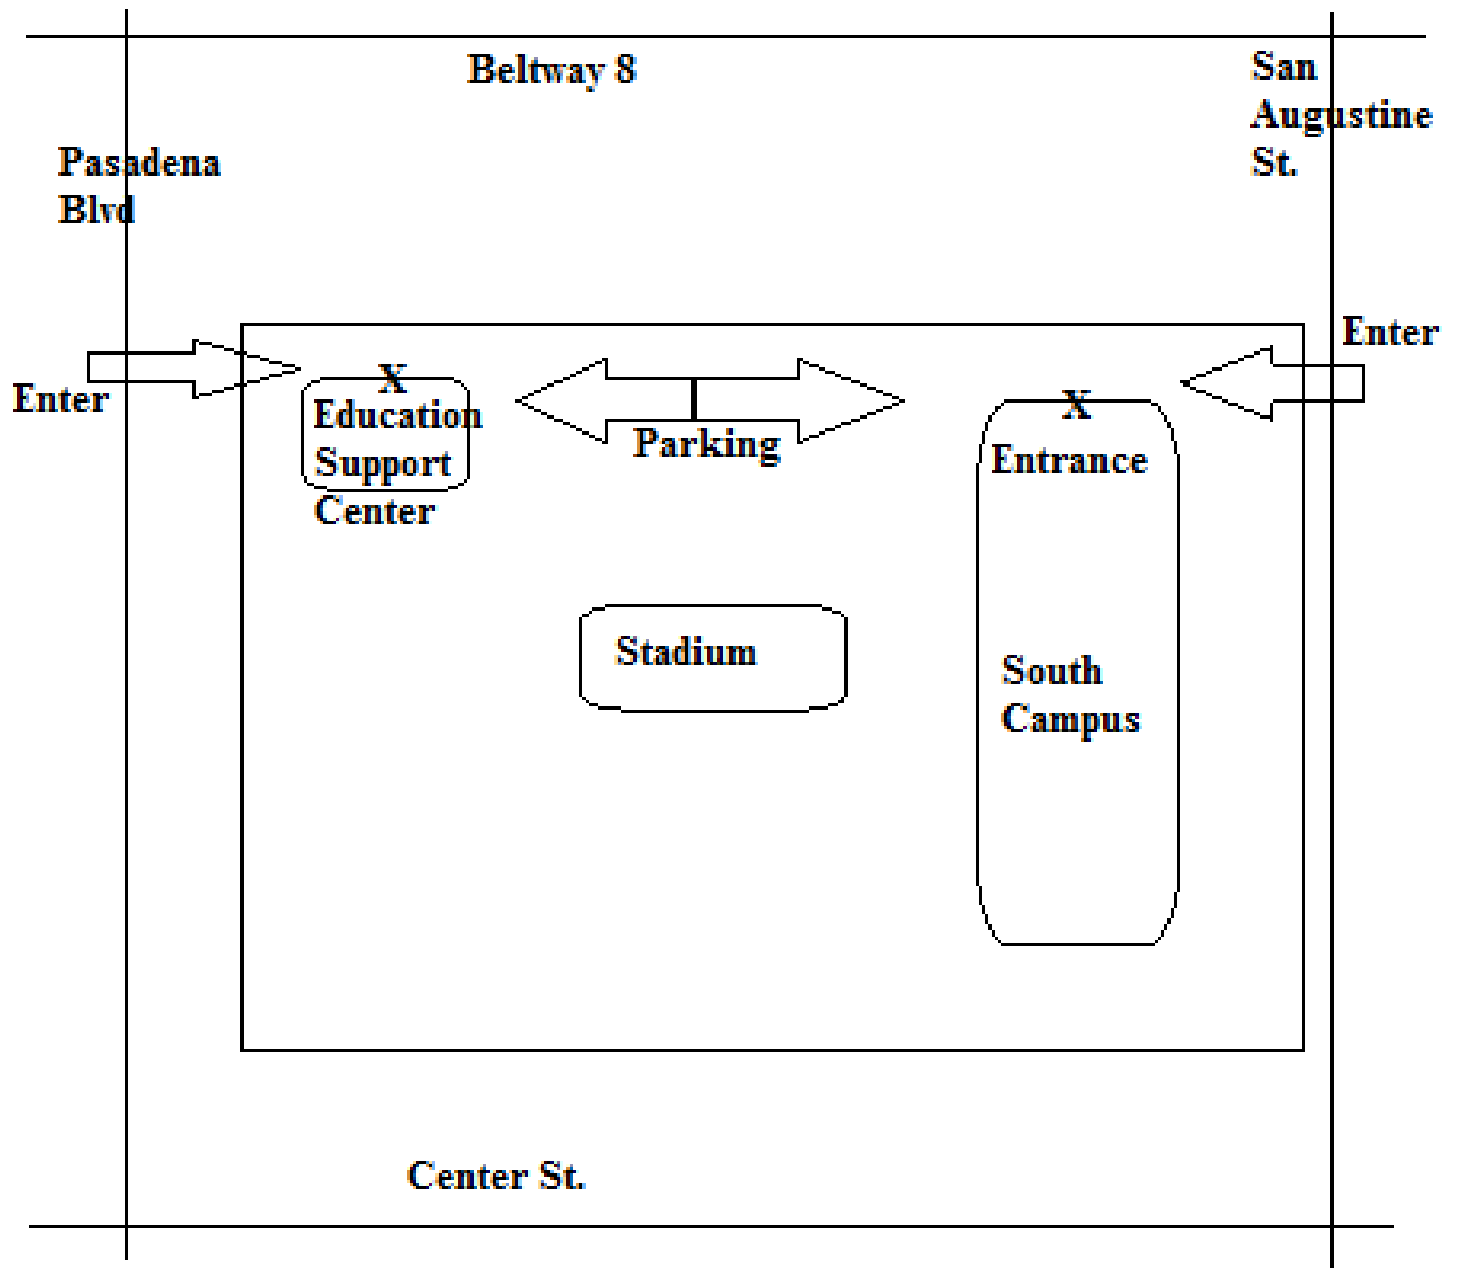 Beltway 8
San
Augustine
St.
Pasadena
Blvd
Enter
Enter
X
Education
Support
Center
Parking
X
Entrance
Stadium
South
Campus
Center St.